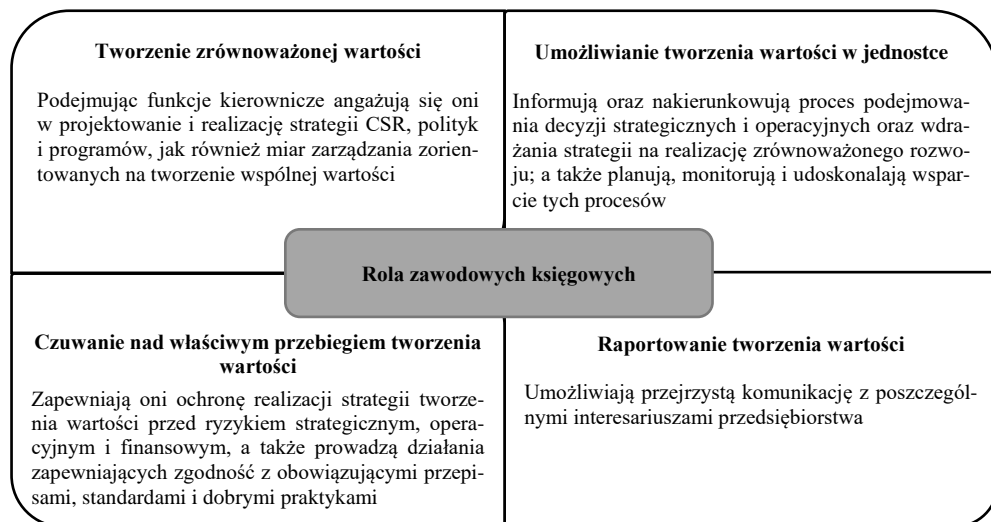 Tworzenie zrównoważonej wartości
Podejmując funkcje kierownicze angażują się oni
w projektowanie i realizację strategii CSR, polityk
i programów, jak również miar zarządzania zorien-
towanych na tworzenie wspólnej wartości
Umożliwianie tworzenia wartości w jednostce
Informują oraz nakierunkowują proces podejmowa-
nia decyzji strategicznych i operacyjnych oraz wdra-
żania strategii na realizację zrównoważonego rozwo-
ju; a także planują, monitorują i udoskonalają wspar-
cie tych procesów
Rola zawodowych księgowych
Czuwanie nad właściwym przebiegiem tworzenia
wartości
Zapewniają oni ochronę realizacji strategii tworze-
nia wartości przed ryzykiem strategicznym, opera-
cyjnym i finansowym, a także prowadzą działania
zapewniających zgodność z obowiązującymi przepi-
sami, standardami i dobrymi praktykami
Raportowanie tworzenia wartości
Umożliwiają przejrzystą komunikację z poszczegól-
nymi interesariuszami przedsiębiorstwa